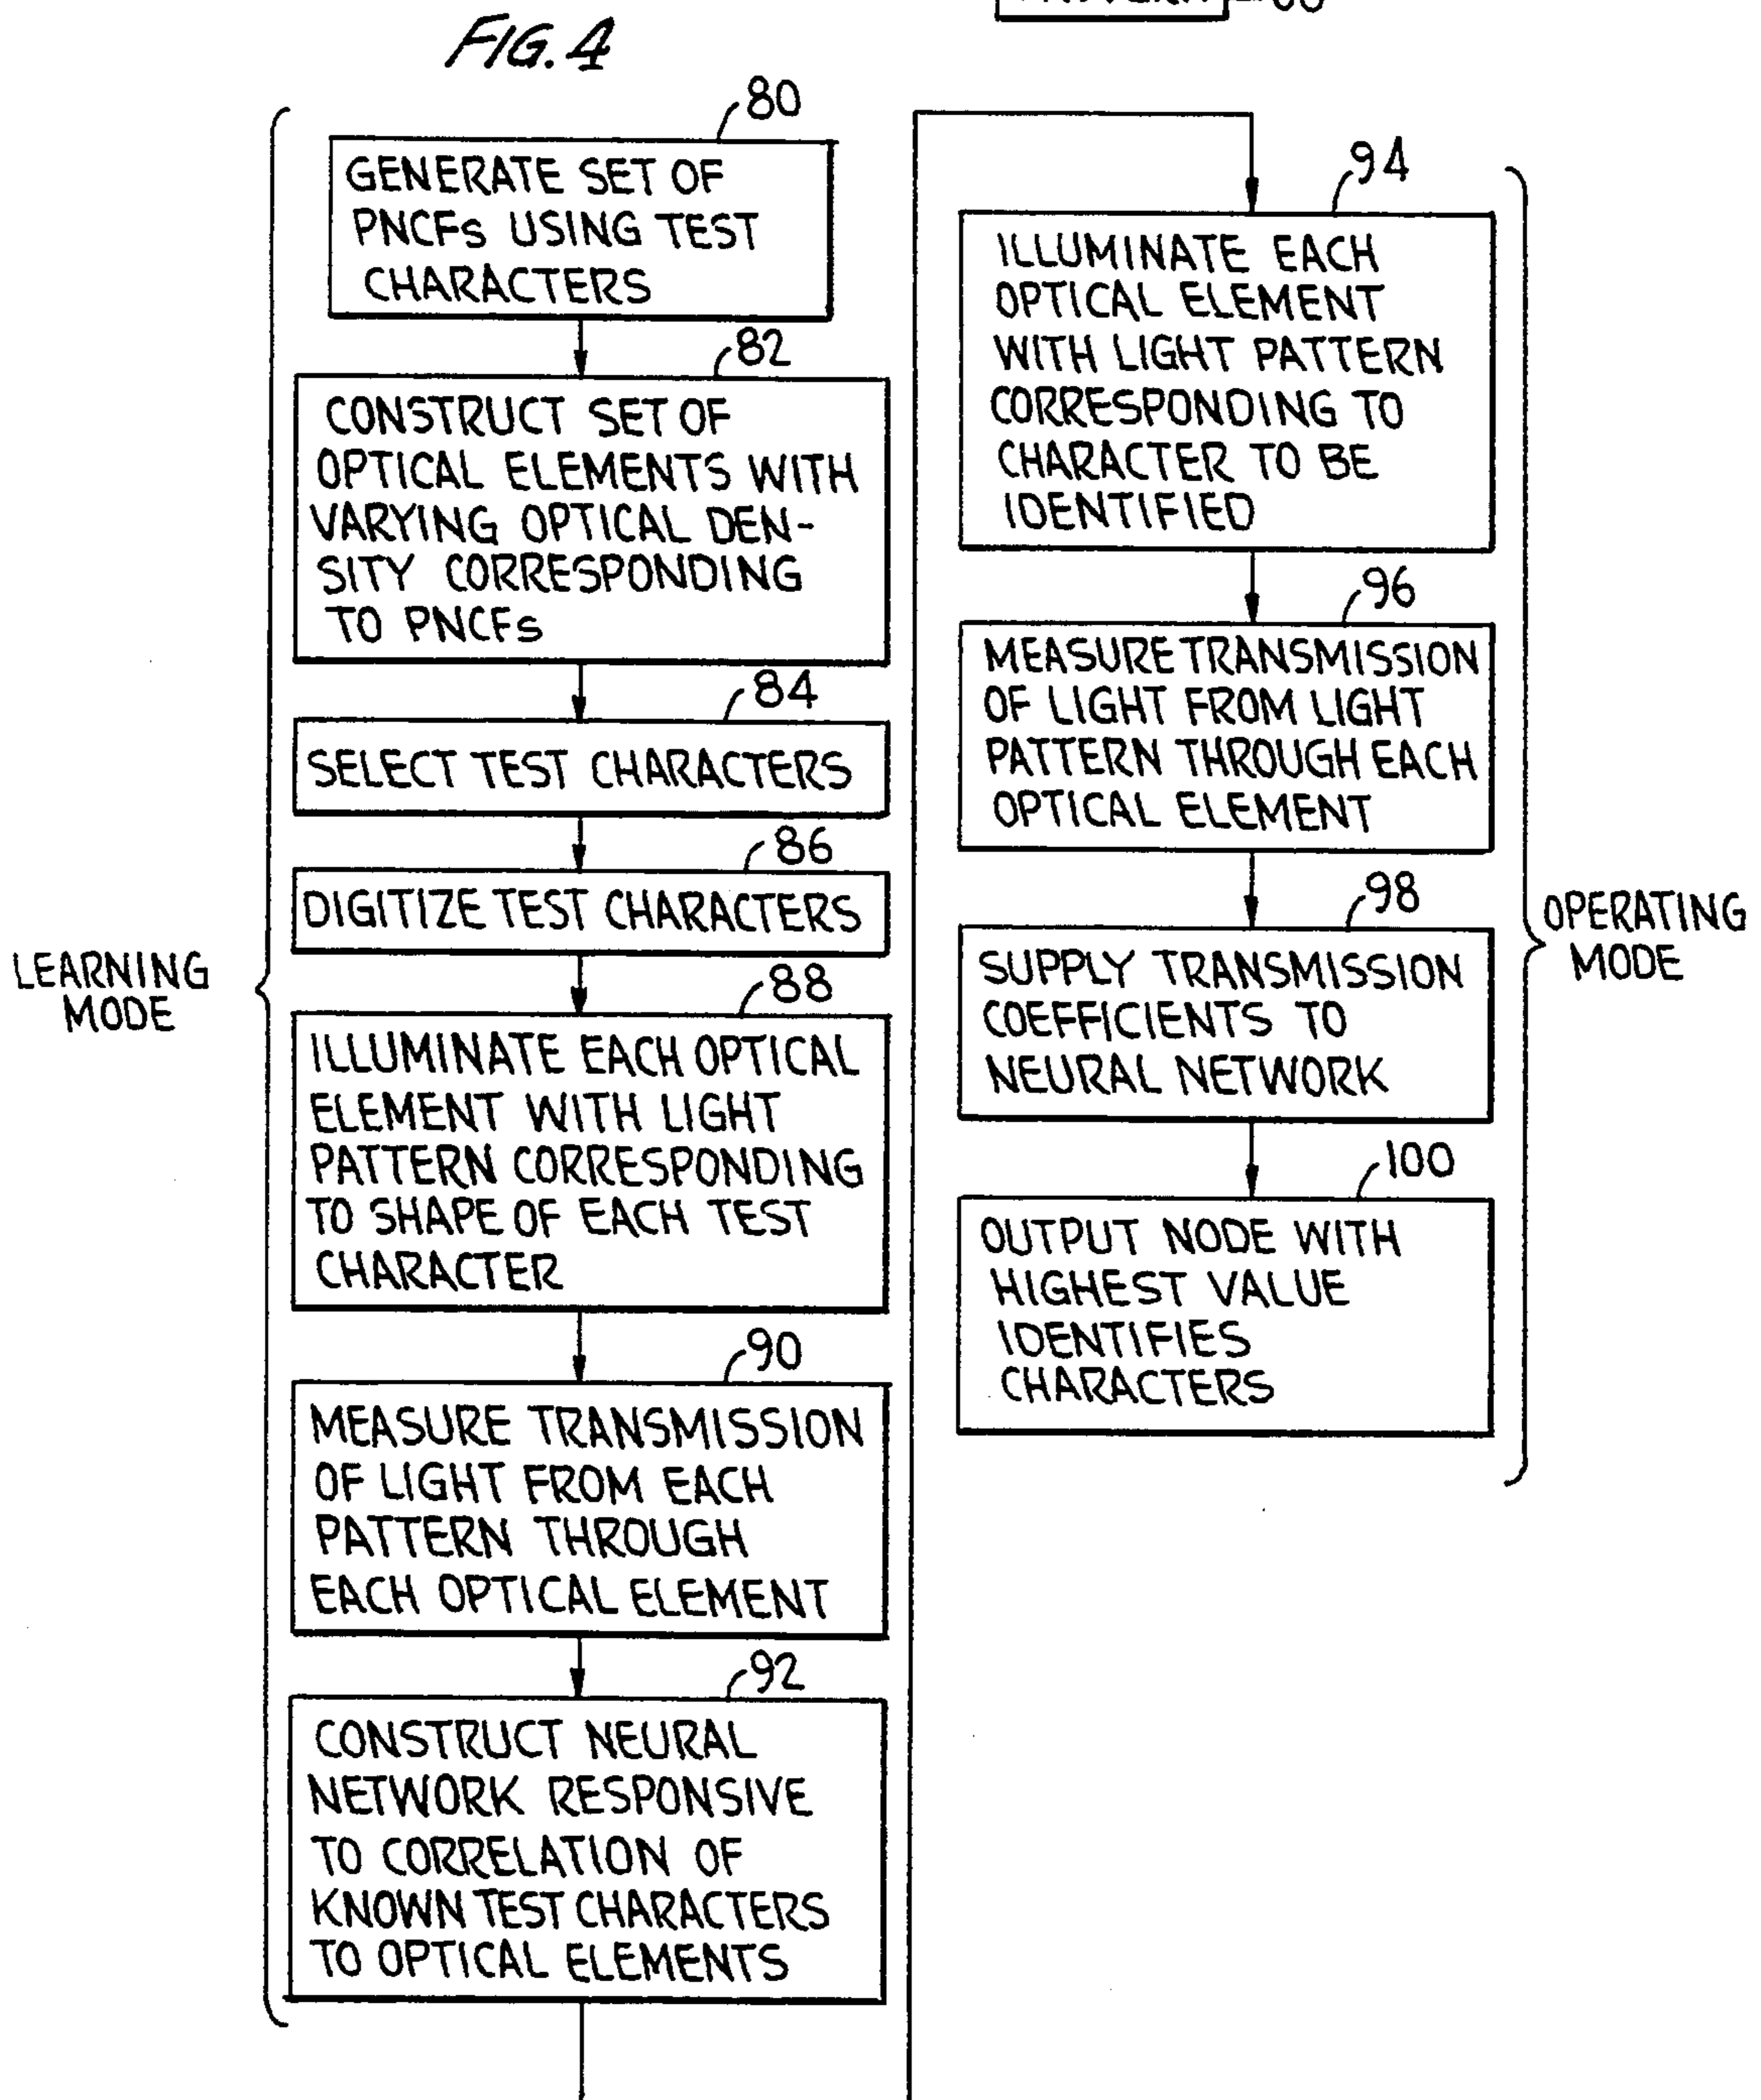 FIG. 4
80
GENERATE SET OF
PNCFs USING TEST
CHARACTERS
82
CONSTRUCT SET OF
OPTICAL ELEMENTS WITH
VARYING OPTICAL DEN-
SITY CORRESPONDING
TO PNCFs
84
SELECT TEST CHARACTERS
86
DIGITIZE TEST CHARACTERS
LEARNING
MODE
88
ILLUMINATE EACH OPTICAL
ELEMENT WITH LIGHT
PATTERN CORRESPONDING
TO SHAPE OF EACH TEST
CHARACTER
90
MEASURE TRANSMISSION
OF LIGHT FROM EACH
PATTERN THROUGH
EACH OPTICAL ELEMENT
92
CONSTRUCT NEURAL
NETWORK RESPONSIVE
TO CORRELATION OF
KNOWN TEST CHARACTERS
TO OPTICAL ELEMENTS
94
ILLUMINATE EACH
OPTICAL ELEMENT
WITH LIGHT PATTERN
CORRESPONDING TO
CHARACTER TO BE
IDENTIFIED
96
MEASURE TRANSMISSION
OF LIGHT FROM LIGHT
PATTERN THROUGH EACH
OPTICAL ELEMENT
98
SUPPLY TRANSMISSION
COEFFICIENTS TO
NEURAL NETWORK
OPERATING
MODE
100
OUTPUT NODE WITH
HIGHEST VALUE
IDENTIFIES
CHARACTERS